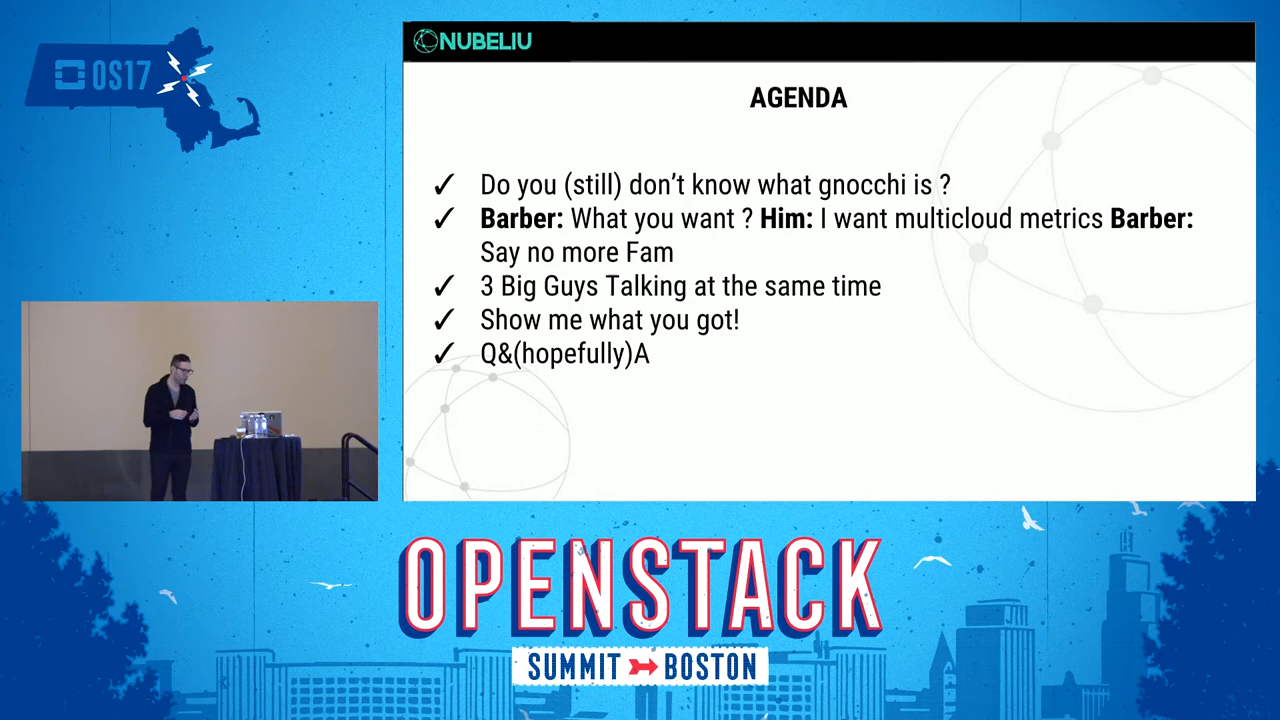 OS17
NUBELIU
AGENDA
✓ Do you (still) don't know what gnocchi is ?
✓ Barber: What you want ? Him: I want multicloud metrics Barber:
Say no more Fam
✓ 3 Big Guys Talking at the same time
✓ Show me what you got!
✓ Q&(hopefully)A
OPENSTACK
SUMMIT BOSTON